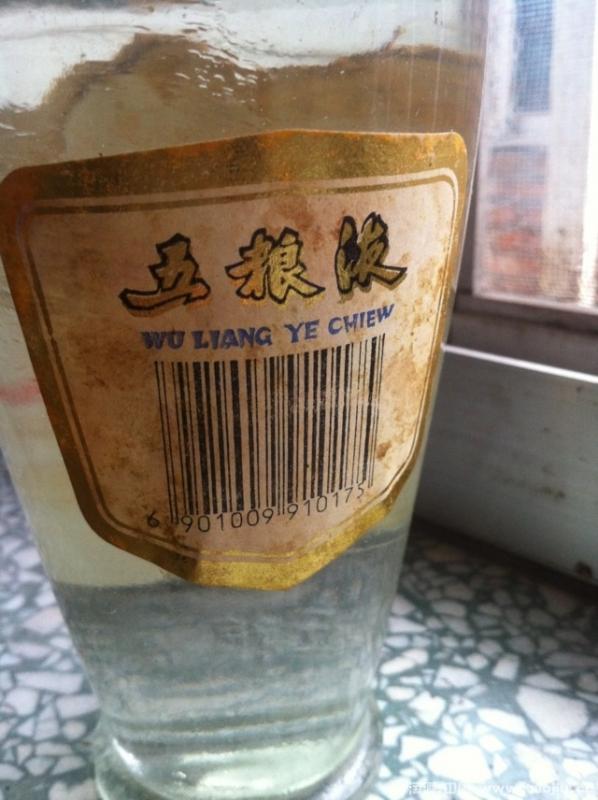 五粮液
WU LIANG YE CHIEW
6 901009 910175